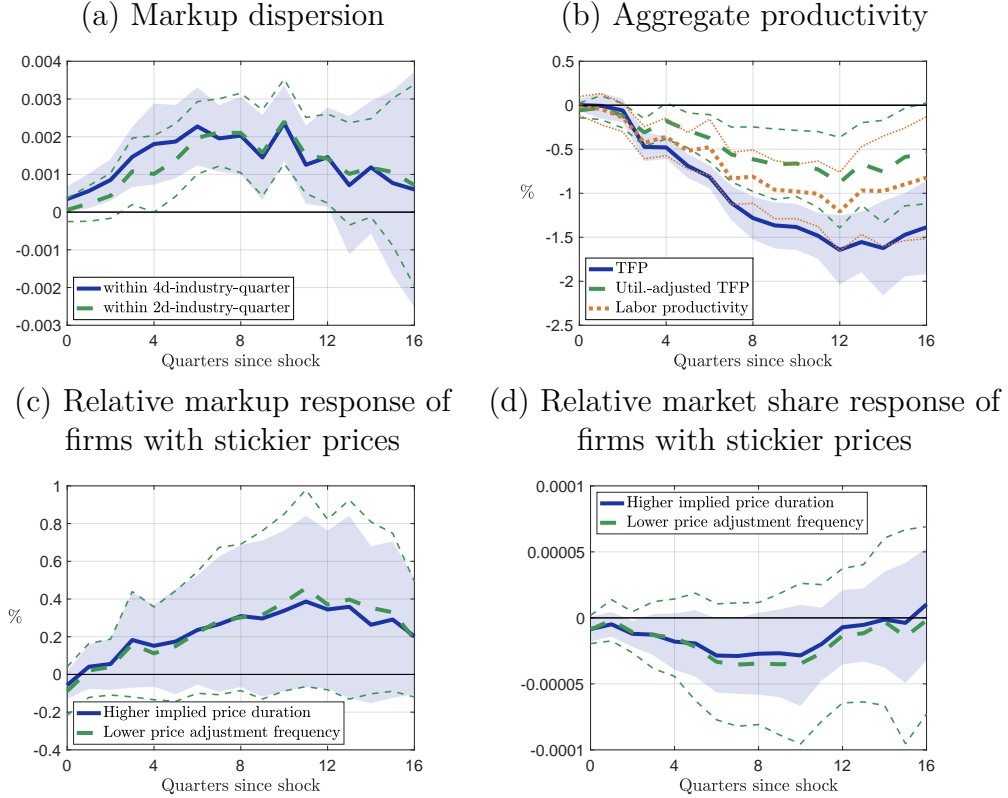 (a) Markup dispersion
0.004
0.003
0.002
0.001
0
-0.001
-0.002
-0.003
within 4d-industry-quarter
within 2d-industry-quarter
0
4
8
12
16
Quarters since shock
(b) Aggregate productivity
%
0.5
0
-0.5
-1
-1.5
-2
-2.5
TFP
Util.-adjusted TFP
Labor productivity
0
4
8
12
16
Quarters since shock
(c) Relative markup response of
firms with stickier prices
%
1
0.8
0.6
0.4
0.2
0
-0.2
-0.4
Higher implied price duration
Lower price adjustment frequency
0
4
8
12
16
Quarters since shock
(d) Relative market share response of
firms with stickier prices
0.0001
0.00005
0
-0.00005
-0.0001
Higher implied price duration
Lower price adjustment frequency
0
4
8
12
16
Quarters since shock